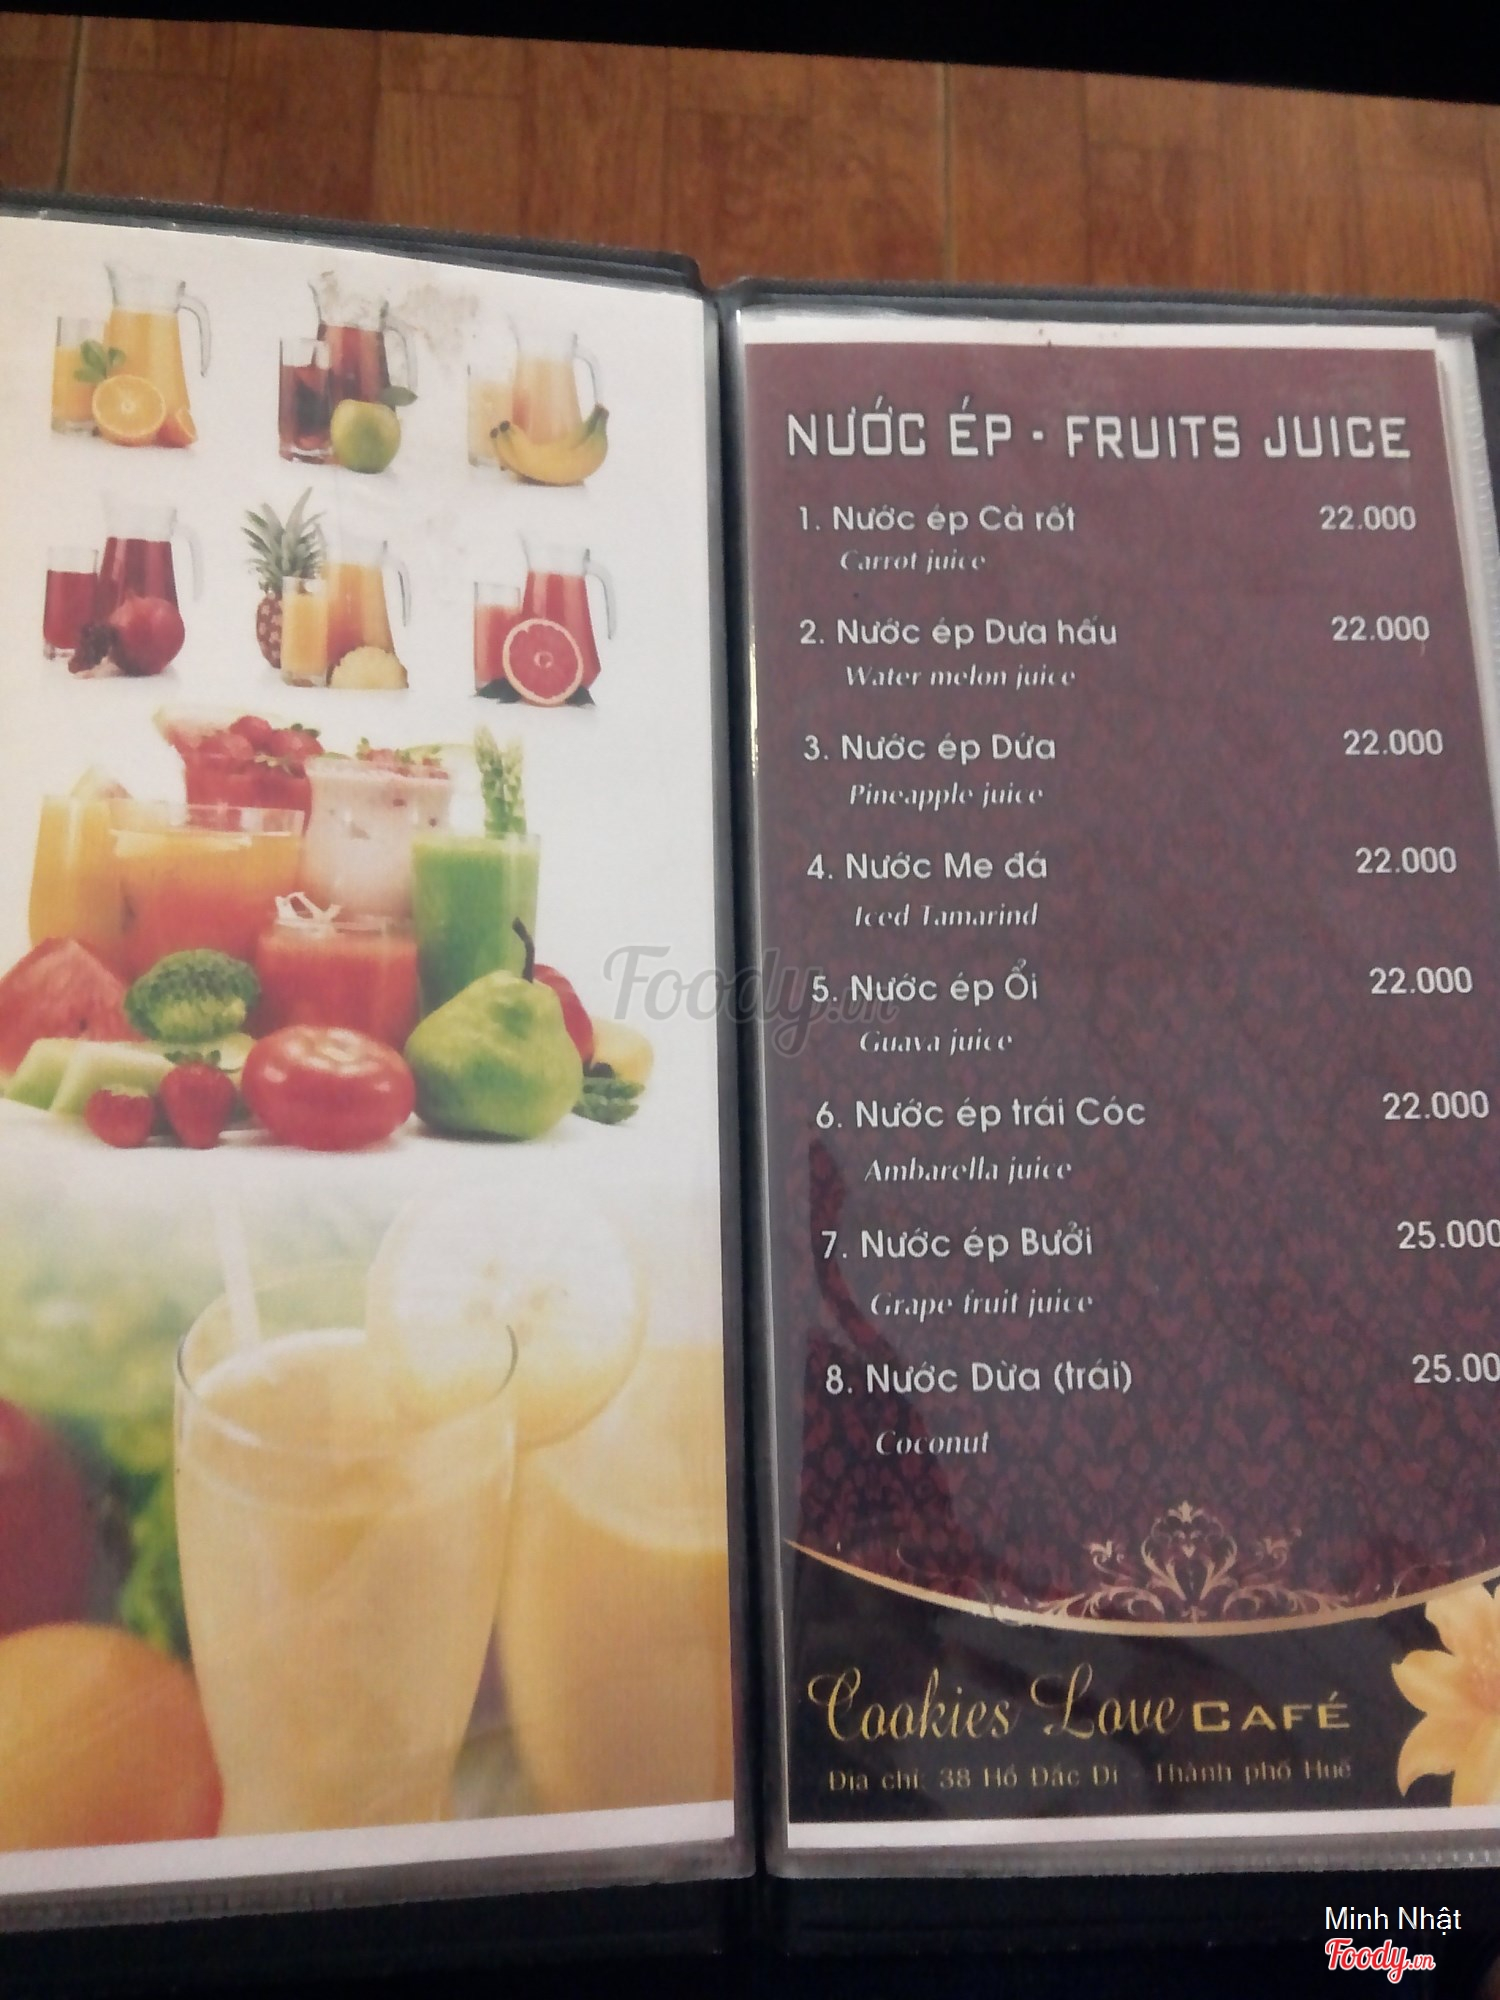 NƯỚC ÉP - FRUITS JUICE
1. Nước ép Cà rốt 22.000
Carrot juice
2. Nước ép Dưa hấu 22.000
Water melon juice
3. Nước ép Dứa 22.000
Pineapple juice
4. Nước Me đá 22.000
Iced Tamarind
Foody.vn
5. Nước ép Ổi 22.000
Guava juice
6. Nước ép trái Cóc 22.000
Ambarella juice
7. Nước ép Bưởi 25.000
Grape fruit juice
8. Nước Dừa (trái) 25.00
Coconut
Cookies Love CAFÉ
Địa chỉ: 38 Hồ Đắc Di - Thành phố Huế
Minh Nhật
Foody.vn